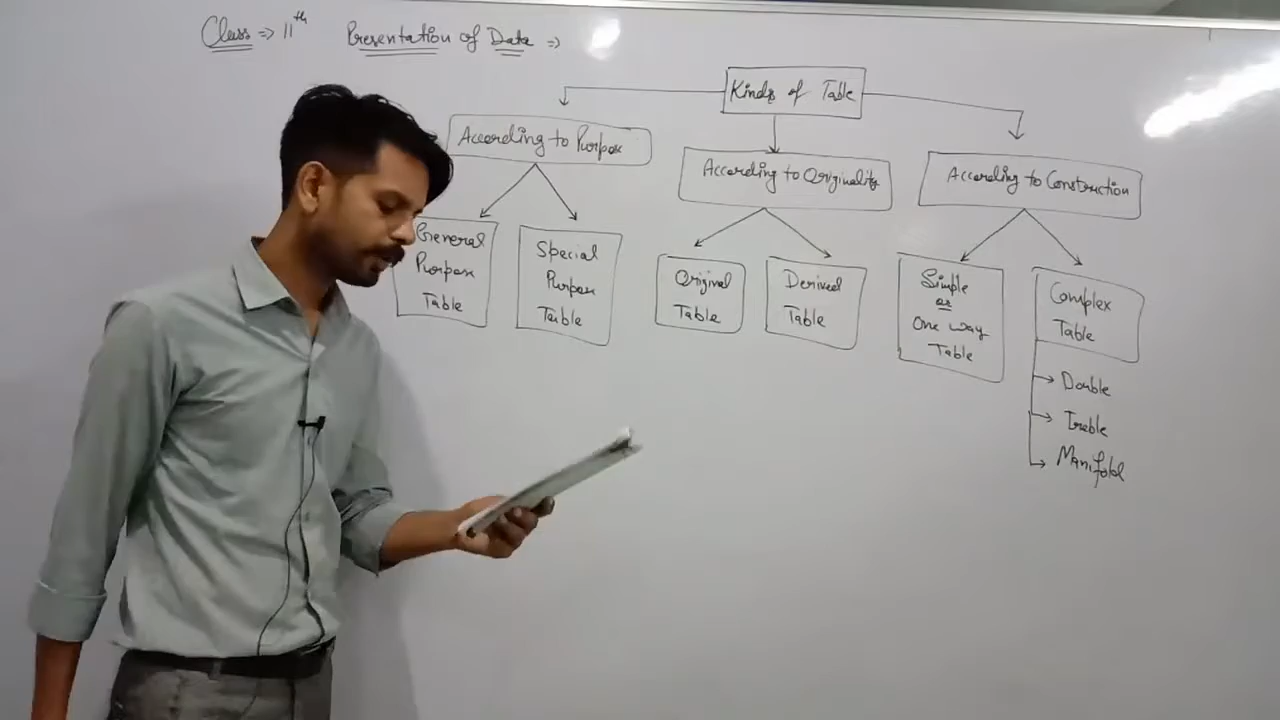 Class => 11th Presentation of Data =>
Kinds of Table
According to Purpose
According to Originality
According to Construction
General
Purpose
Table
Special
Purpose
Table
Original
Table
Derived
Table
Simple
or
One way
Table
Complex
Table
Double
Treble
Manifold